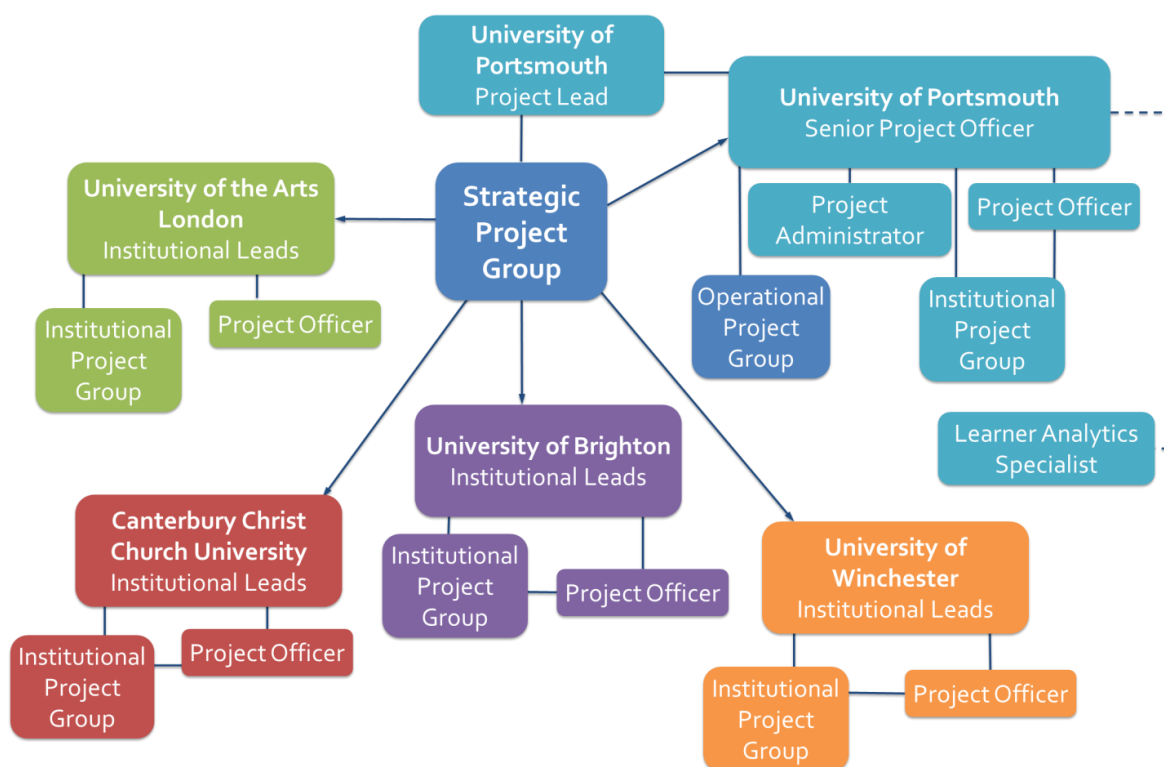 University of
Portsmouth
Project Lead
University of Portsmouth
Senior Project Officer
University of the Arts
London
Institutional Leads
Strategic
Project
Group
Project
Administrator
Project Officer
Institutional
Project
Group
Project Officer
Operational
Project
Group
Institutional
Project
Group
University of Brighton
Institutional Leads
Learner Analytics
Specialist
Canterbury Christ
Church University
Institutional Leads
Institutional
Project
Group
Project Officer
University of
Winchester
Institutional Leads
Institutional
Project
Group
Project Officer
Institutional
Project
Group
Project Officer